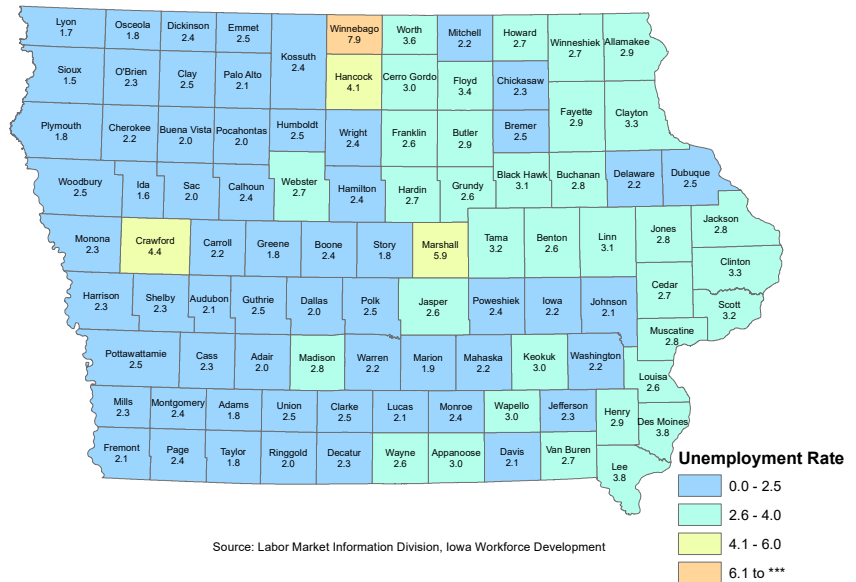 Lyon
1.7
Osceola
1.8
Dickinson
2.4
Emmet
2.5
Kossuth
2.4
Winnebago
7.9
Worth
3.6
Mitchell
2.2
Howard
2.7
Winneshiek
2.7
Allamakee
2.9
Sioux
1.5
O'Brien
2.3
Clay
2.5
Palo Alto
2.1
Hancock
4.1
Cerro Gordo
3.0
Floyd
3.4
Chickasaw
2.3
Plymouth
1.8
Cherokee
2.2
Buena Vista
2.0
Pocahontas
2.0
Humboldt
2.5
Wright
2.4
Franklin
2.6
Butler
2.9
Bremer
2.5
Fayette
2.9
Clayton
3.3
Woodbury
2.5
Ida
1.6
Sac
2.0
Calhoun
2.4
Webster
2.7
Hamilton
2.4
Hardin
2.7
Grundy
2.6
Black Hawk
3.1
Buchanan
2.8
Delaware
2.2
Dubuque
2.5
Monona
2.3
Crawford
4.4
Carroll
2.2
Greene
1.8
Boone
2.4
Story
1.8
Marshall
5.9
Tama
3.2
Benton
2.6
Linn
3.1
Jones
2.8
Jackson
2.8
Clinton
3.3
Harrison
2.3
Shelby
2.3
Audubon
2.1
Guthrie
2.5
Dallas
2.0
Polk
2.5
Jasper
2.6
Poweshiek
2.4
Iowa
2.2
Johnson
2.1
Cedar
2.7
Scott
3.2
Muscatine
2.8
Pottawattamie
2.5
Cass
2.3
Adair
2.0
Madison
2.8
Warren
2.2
Marion
1.9
Mahaska
2.2
Keokuk
3.0
Washington
2.2
Louisa
2.6
Mills
2.3
Montgomery
2.4
Adams
1.8
Union
2.5
Clarke
2.5
Lucas
2.1
Monroe
2.4
Wapello
3.0
Jefferson
2.3
Henry
2.9
Des Moines
3.8
Fremont
2.1
Page
2.4
Taylor
1.8
Ringgold
2.0
Decatur
2.3
Wayne
2.6
Appanoose
3.0
Davis
2.1
Van Buren
2.7
Lee
3.8
Unemployment Rate
0.0 - 2.5
2.6 - 4.0
4.1 - 6.0
6.1 to ***
Source: Labor Market Information Division, Iowa Workforce Development